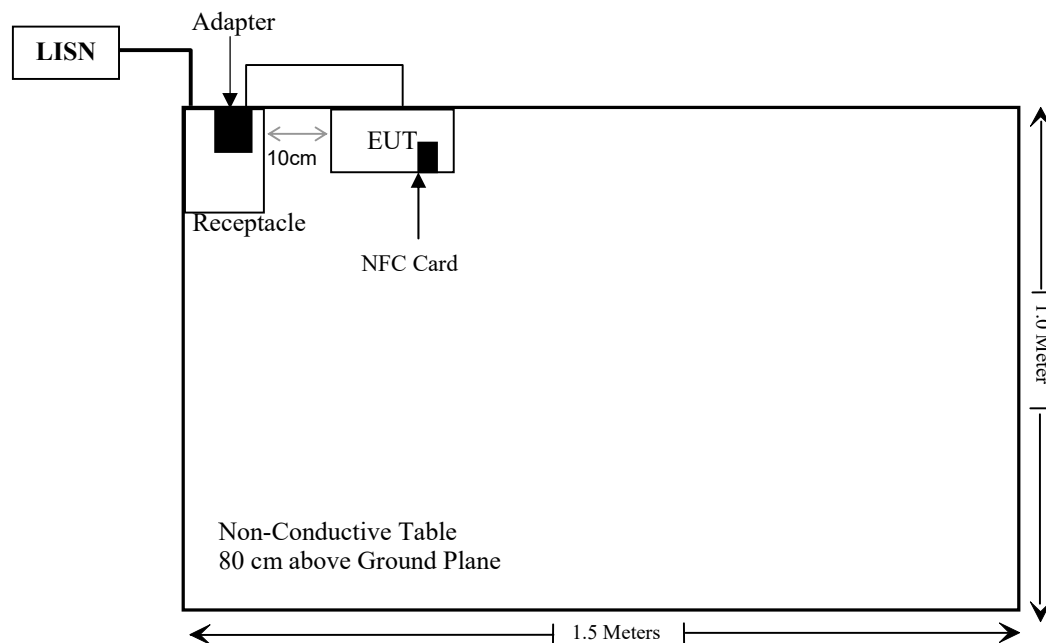 Adapter
LISN
EUT
10cm
Receptacle
NFC Card
1.0 Meter
Non-Conductive Table
80 cm above Ground Plane
1.5 Meters